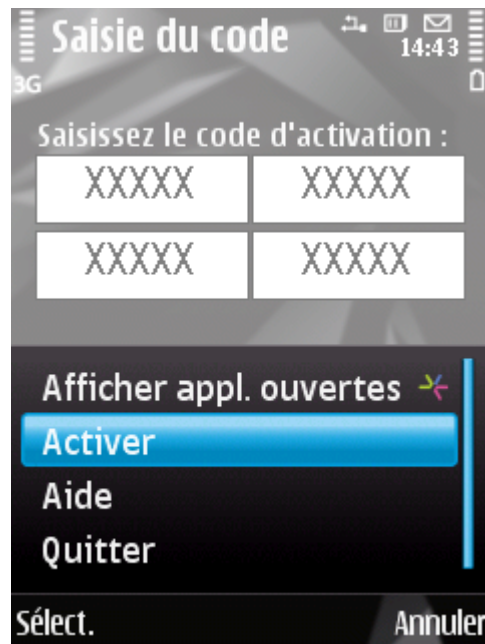 Saisie du code
14:43
3G
Saisissez le code d'activation :
XXXXX XXXXX
XXXXX XXXXX
Afficher appl. ouvertes
Activer
Aide
Quitter
Sélect. Annuler